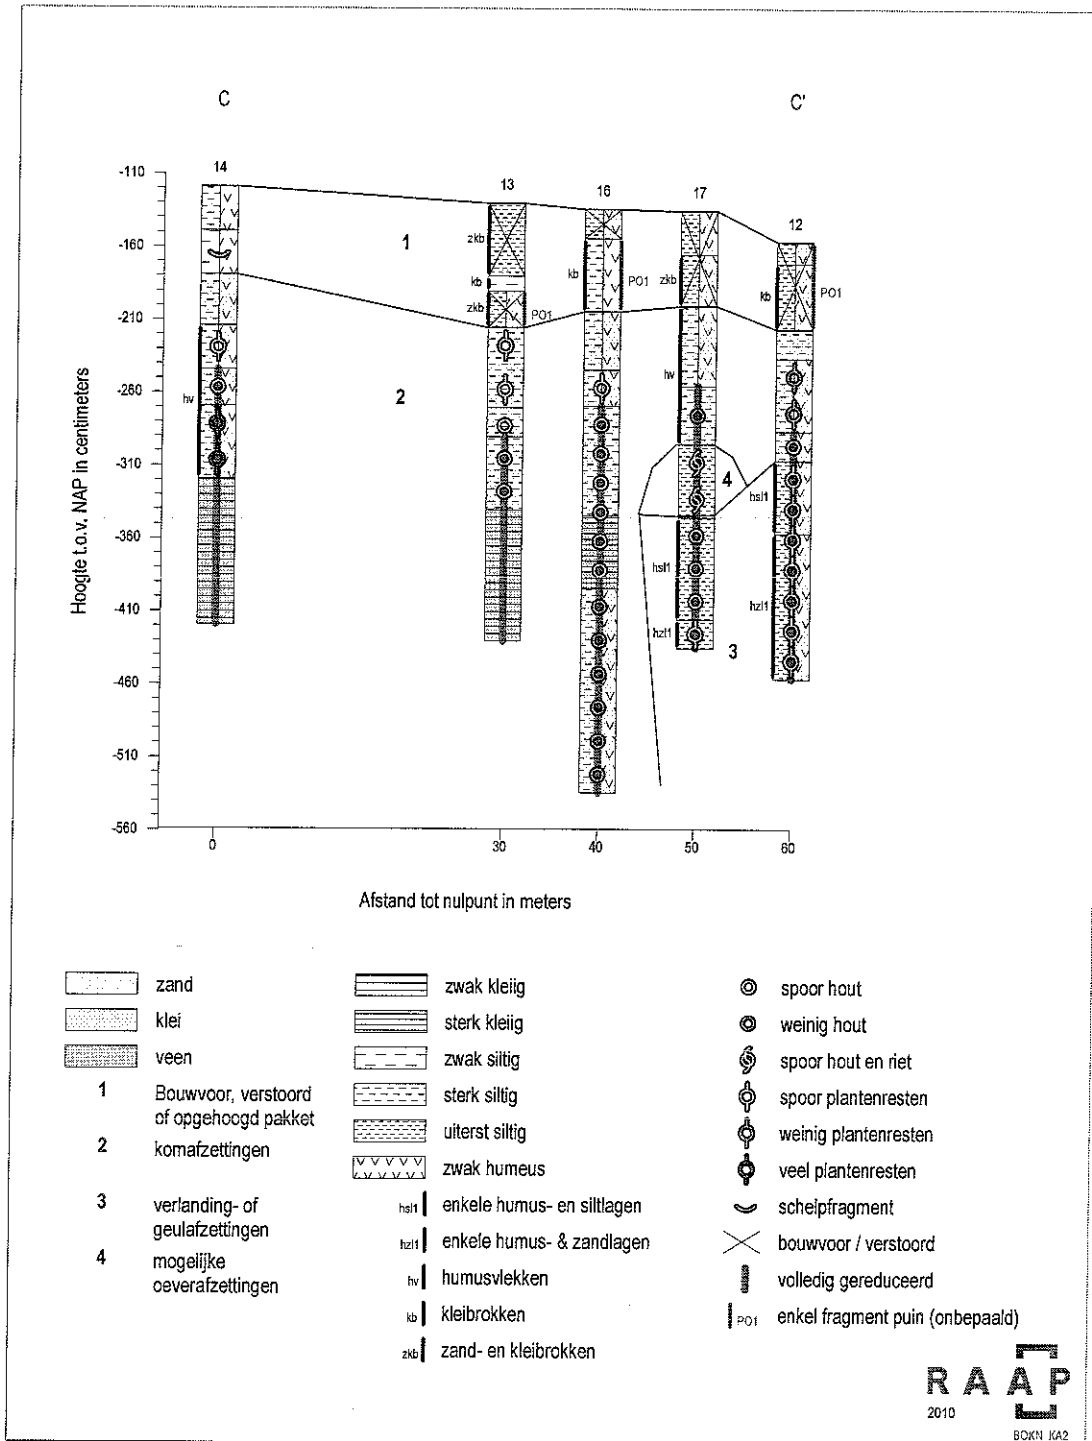 C C'
14 13 16 17 12
-110
-160
-210
-260
-310
-360
-410
-460
-510
-560
Hoogte t.o.v. NAP in centimeters
1
2
3
4
zkb
kb
zkb
PO1
kb
PO1
zkb
kb
PO1
hv
hv
hsl1
hsl1
hzl1
hzl1
0 30 40 50 60
Afstand tot nulpunt in meters
zand
klei
veen
1 Bouwvoor, verstoord
of opgehoogd pakket
2 komafzettingen
3 verlanding- of
geulafzettingen
4 mogelijke
oeverafzettingen
zwak kleiig
sterk kleiig
zwak siltig
sterk siltig
uiterst siltig
zwak humeus
hsl1 enkele humus- en siltlagen
hzl1 enkele humus- & zandlagen
hv humusvlekken
kb kleibrokken
zkb zand- en kleibrokken
spoor hout
weinig hout
spoor hout en riet
spoor plantenresten
weinig plantenresten
veel plantenresten
schelpfragment
bouwvoor / verstoord
volledig gereduceerd
PO1 enkel fragment puin (onbepaald)
RAAP
2010
BOKN KA2